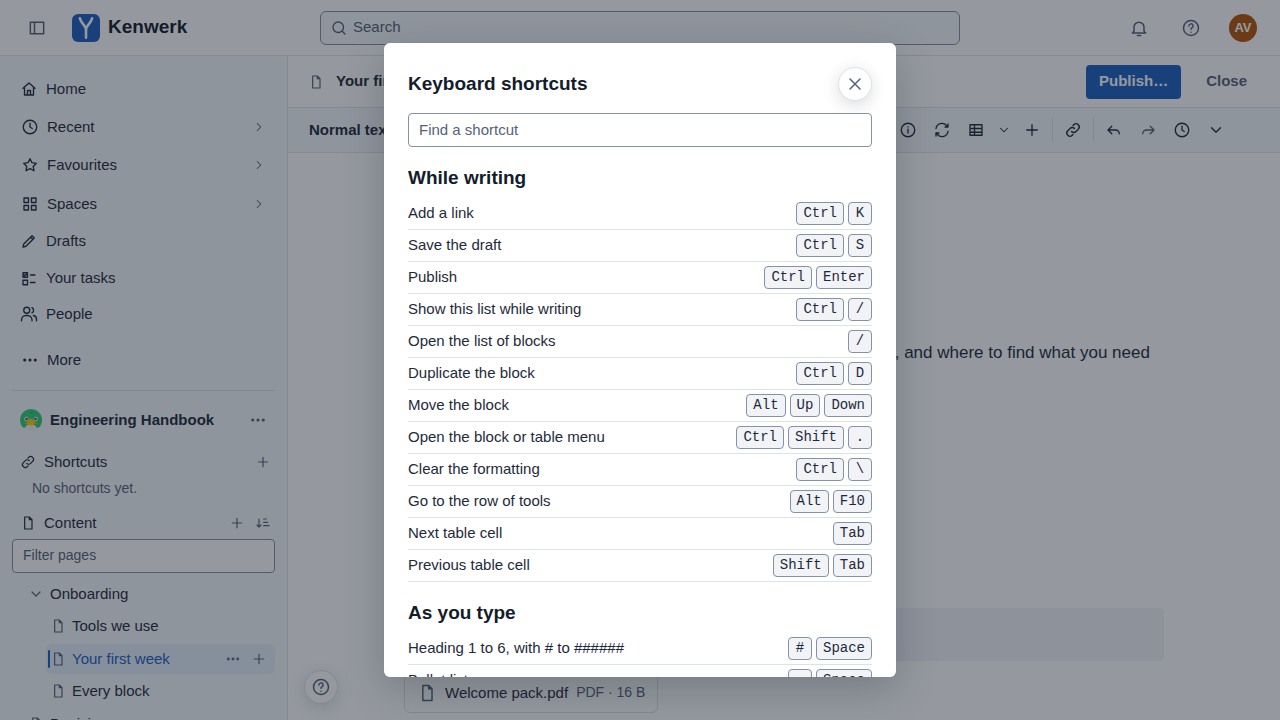 Kenwerk
Search
AV
Home
Recent
Favourites
Spaces
Drafts
Your tasks
People
More
Engineering Handbook
Shortcuts
No shortcuts yet.
Content
Filter pages
Onboarding
Tools we use
Your first week
Every block
Publish…
Close
, and where to find what you need
Welcome pack.pdf PDF · 16 B
Keyboard shortcuts
Find a shortcut
While writing
Add a link Ctrl K
Save the draft Ctrl S
Publish Ctrl Enter
Show this list while writing Ctrl /
Open the list of blocks /
Duplicate the block Ctrl D
Move the block Alt Up Down
Open the block or table menu Ctrl Shift .
Clear the formatting Ctrl \
Go to the row of tools Alt F10
Next table cell Tab
Previous table cell Shift Tab
As you type
Heading 1 to 6, with # to ###### # Space